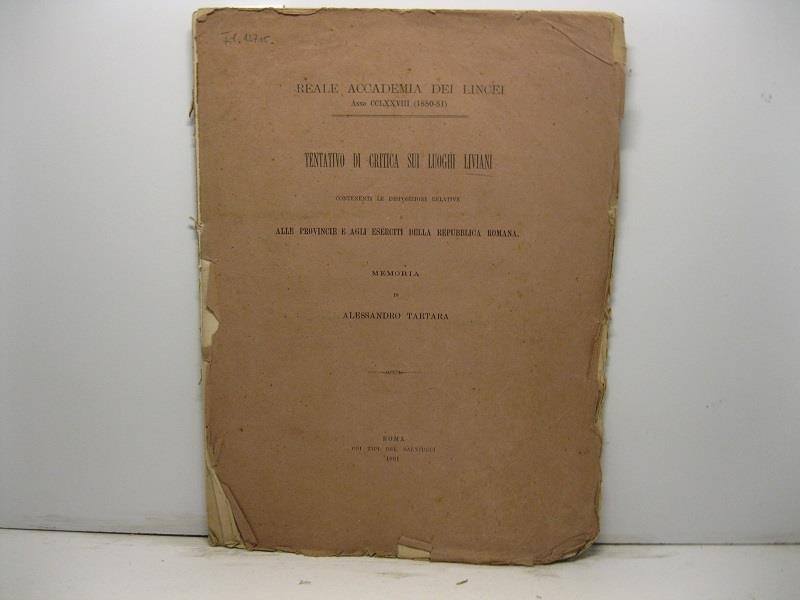 REALE ACCADEMIA DEI LINCEI
Anno CCLXXVIII (1880-81)
TENTATIVO DI CRITICA SUI LUOGHI LIVIANI
CONTENENTI LE DISPOSIZIONI RELATIVE
ALLE PROVINCIE E AGLI ESERCITI DELLA REPUBBLICA ROMANA.
MEMORIA
DI
ALESSANDRO TARTARA
ROMA
COI TIPI DEL SALVIUCCI
1881